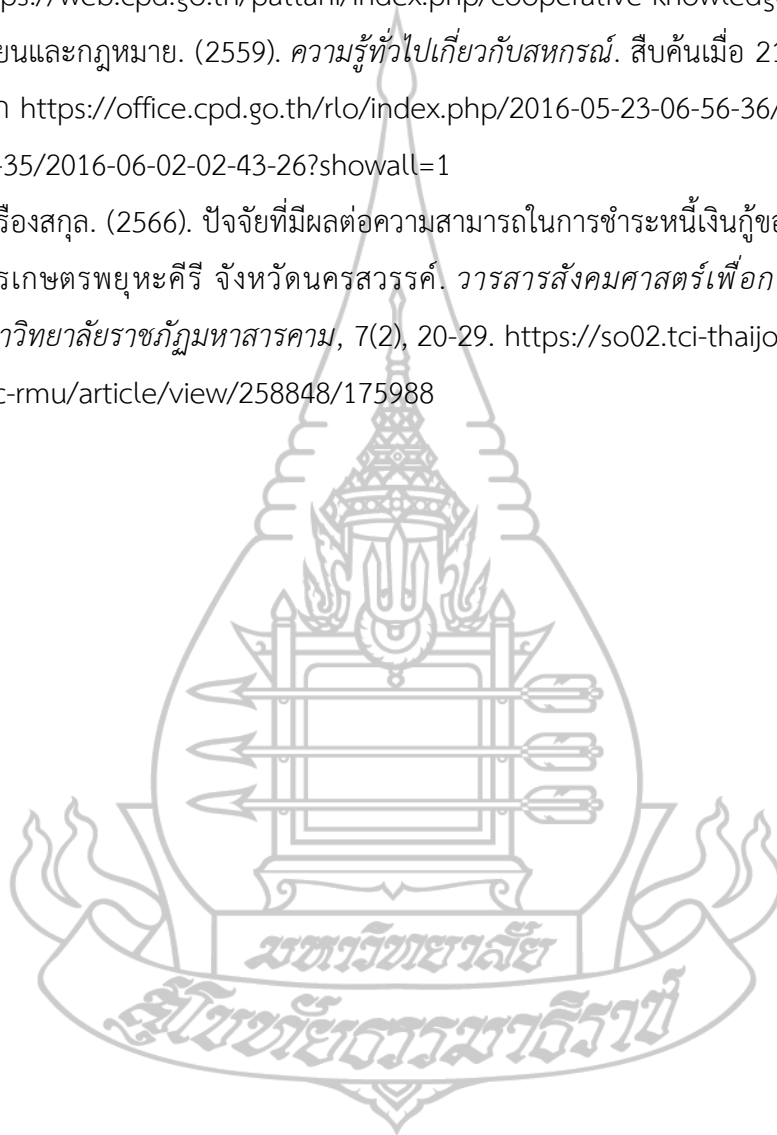 ps://web.cpd.go.th/pattani/index.php/cooperative-knowledge
ยนและกฎหมาย. (2559). ความรู้ทั่วไปเกี่ยวกับสหกรณ์. สืบค้นเมื่อ 21
ก https://office.cpd.go.th/rlo/index.php/2016-05-23-06-56-36/
-35/2016-06-02-02-43-26?showall=1
รืองสกุล. (2566). ปัจจัยที่มีผลต่อความสามารถในการชำระหนี้เงินกู้ขอ
รเกษตรพยุหะคีรี จังหวัดนครสวรรค์. วารสารสังคมศาสตร์เพื่อก
าวิทยาลัยราชภัฏมหาสารคาม, 7(2), 20-29. https://so02.tci-thaijo
c-rmu/article/view/258848/175988
มหาวิทยาลัย
สุโขทัยธรรมาธิราช